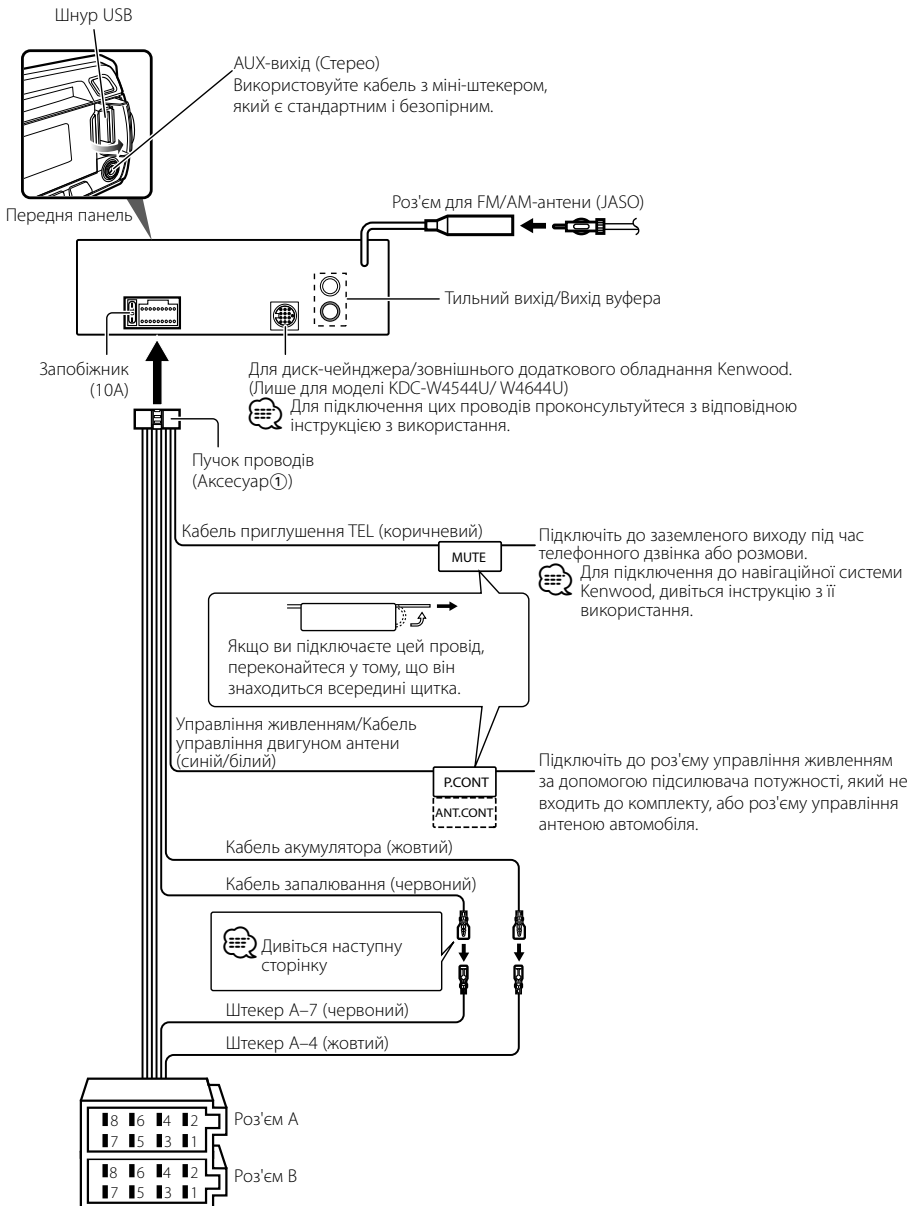 Шнур USB
AUX-вихід (Стерео)
Використовуйте кабель з міні-штекером,
який є стандартним і безопірним.
Роз'єм для FM/AM-антени (JASO)
Передня панель
Тильний вихід/Вихід вуфера
Запобіжник
(10A)
Для диск-чейнджера/зовнішнього додаткового обладнання Kenwood.
(Лише для моделі KDC-W4544U/ W4644U)
Для підключення цих проводів проконсультуйтеся з відповідною
інструкцією з використання.
Пучок проводів
(Аксесуар①)
Кабель приглушення TEL (коричневий)
MUTE
Підключіть до заземленого виходу під час
телефонного дзвінка або розмови.
Для підключення до навігаційної системи
Kenwood, дивіться інструкцію з її
використання.
Якщо ви підключаєте цей провід,
переконайтеся у тому, що він
знаходиться всередині щитка.
Управління живленням/Кабель
управління двигуном антени
(синій/білий)
P.CONT
ANT.CONT
Підключіть до роз'єму управління живленням
за допомогою підсилювача потужності, який не
входить до комплекту, або роз'єму управління
антеною автомобіля.
Кабель акумулятора (жовтий)
Кабель запалювання (червоний)
Дивіться наступну
сторінку
Штекер A–7 (червоний)
Штекер A–4 (жовтий)
8 6 4 2
7 5 3 1
Роз'єм A
8 6 4 2
7 5 3 1
Роз'єм B